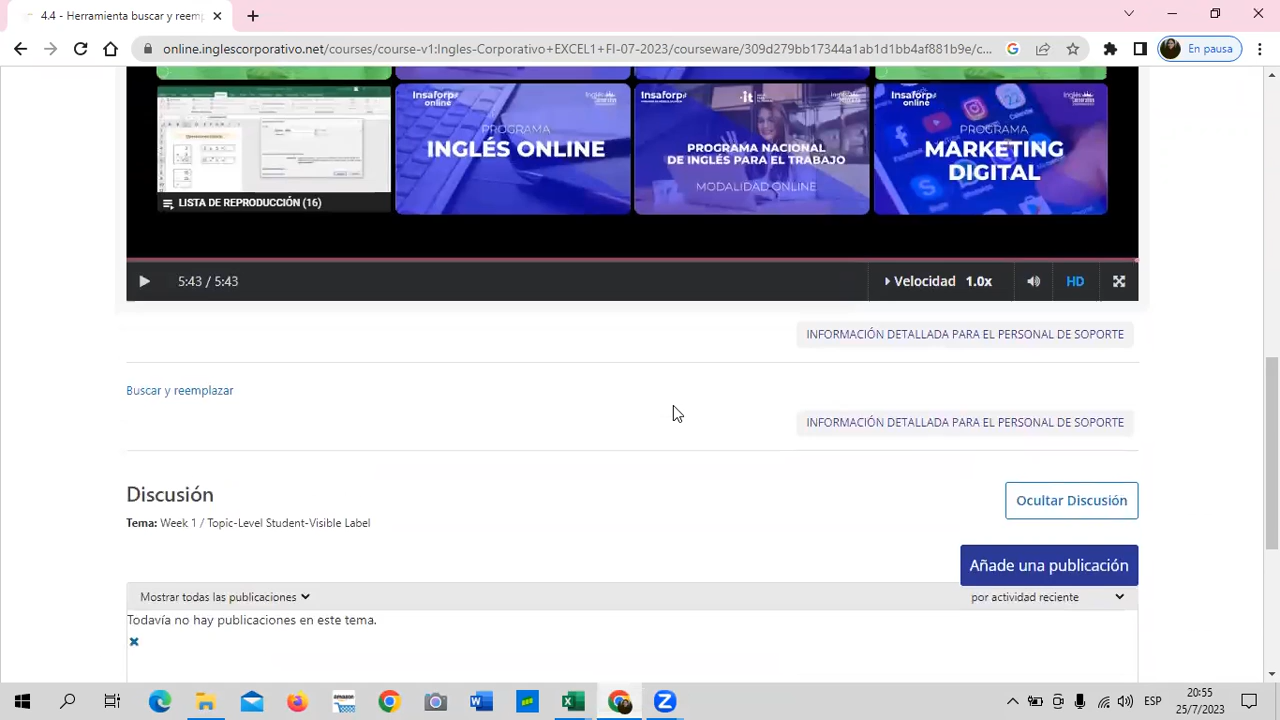 4.4 - Herramienta buscar y reem
online.inglescorporativo.net/courses/course-v1:Ingles-Corporativo+EXCEL1+FI-07-2023/courseware/309d279b17344a1ab1d1bb4af881b9e/c...
En pausa
Insaforp online
Insaforp
Insaforp online
PROGRAMA
INGLÉS ONLINE
PROGRAMA NACIONAL
DE INGLÉS PARA EL TRABAJO
MODALIDAD ONLINE
PROGRAMA
MARKETING
DIGITAL
LISTA DE REPRODUCCIÓN (16)
5:43 / 5:43
Velocidad 1.0x
HD
INFORMACIÓN DETALLADA PARA EL PERSONAL DE SOPORTE
Buscar y reemplazar
INFORMACIÓN DETALLADA PARA EL PERSONAL DE SOPORTE
Discusión
Ocultar Discusión
Tema: Week 1 / Topic-Level Student-Visible Label
Añade una publicación
Mostrar todas las publicaciones
por actividad reciente
Todavía no hay publicaciones en este tema.
amazon
ESP
20:55
25/7/2023